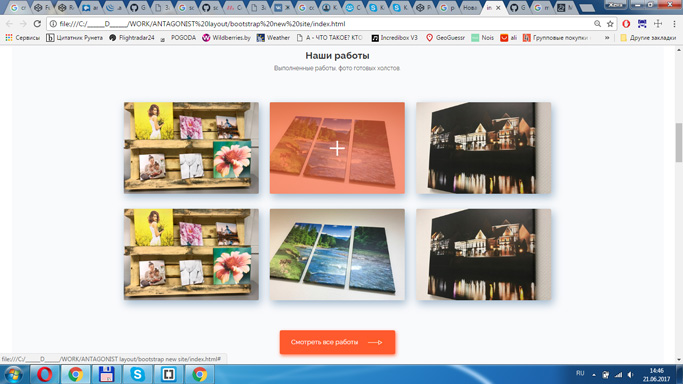 Жена
file:///C:/_____D_____/WORK/ANTAGONIST%20layout/bootstrap%20new%20site/index.html
Сервисы
Цитатник Рунета
Flightradar24
POGODA
Wildberries.by
Weather
А - ЧТО ТАКОЕ? КТО
Incredibox V3
GeoGuessr
Nois
ali
Групповые покупки
Другие закладки
Наши работы
Выполненные работы, фото готовых холстов
Смотреть все работы
file:///C:/_____D_____/WORK/ANTAGONIST layout/bootstrap new site/index.html#
RU
14:46
21.06.2017